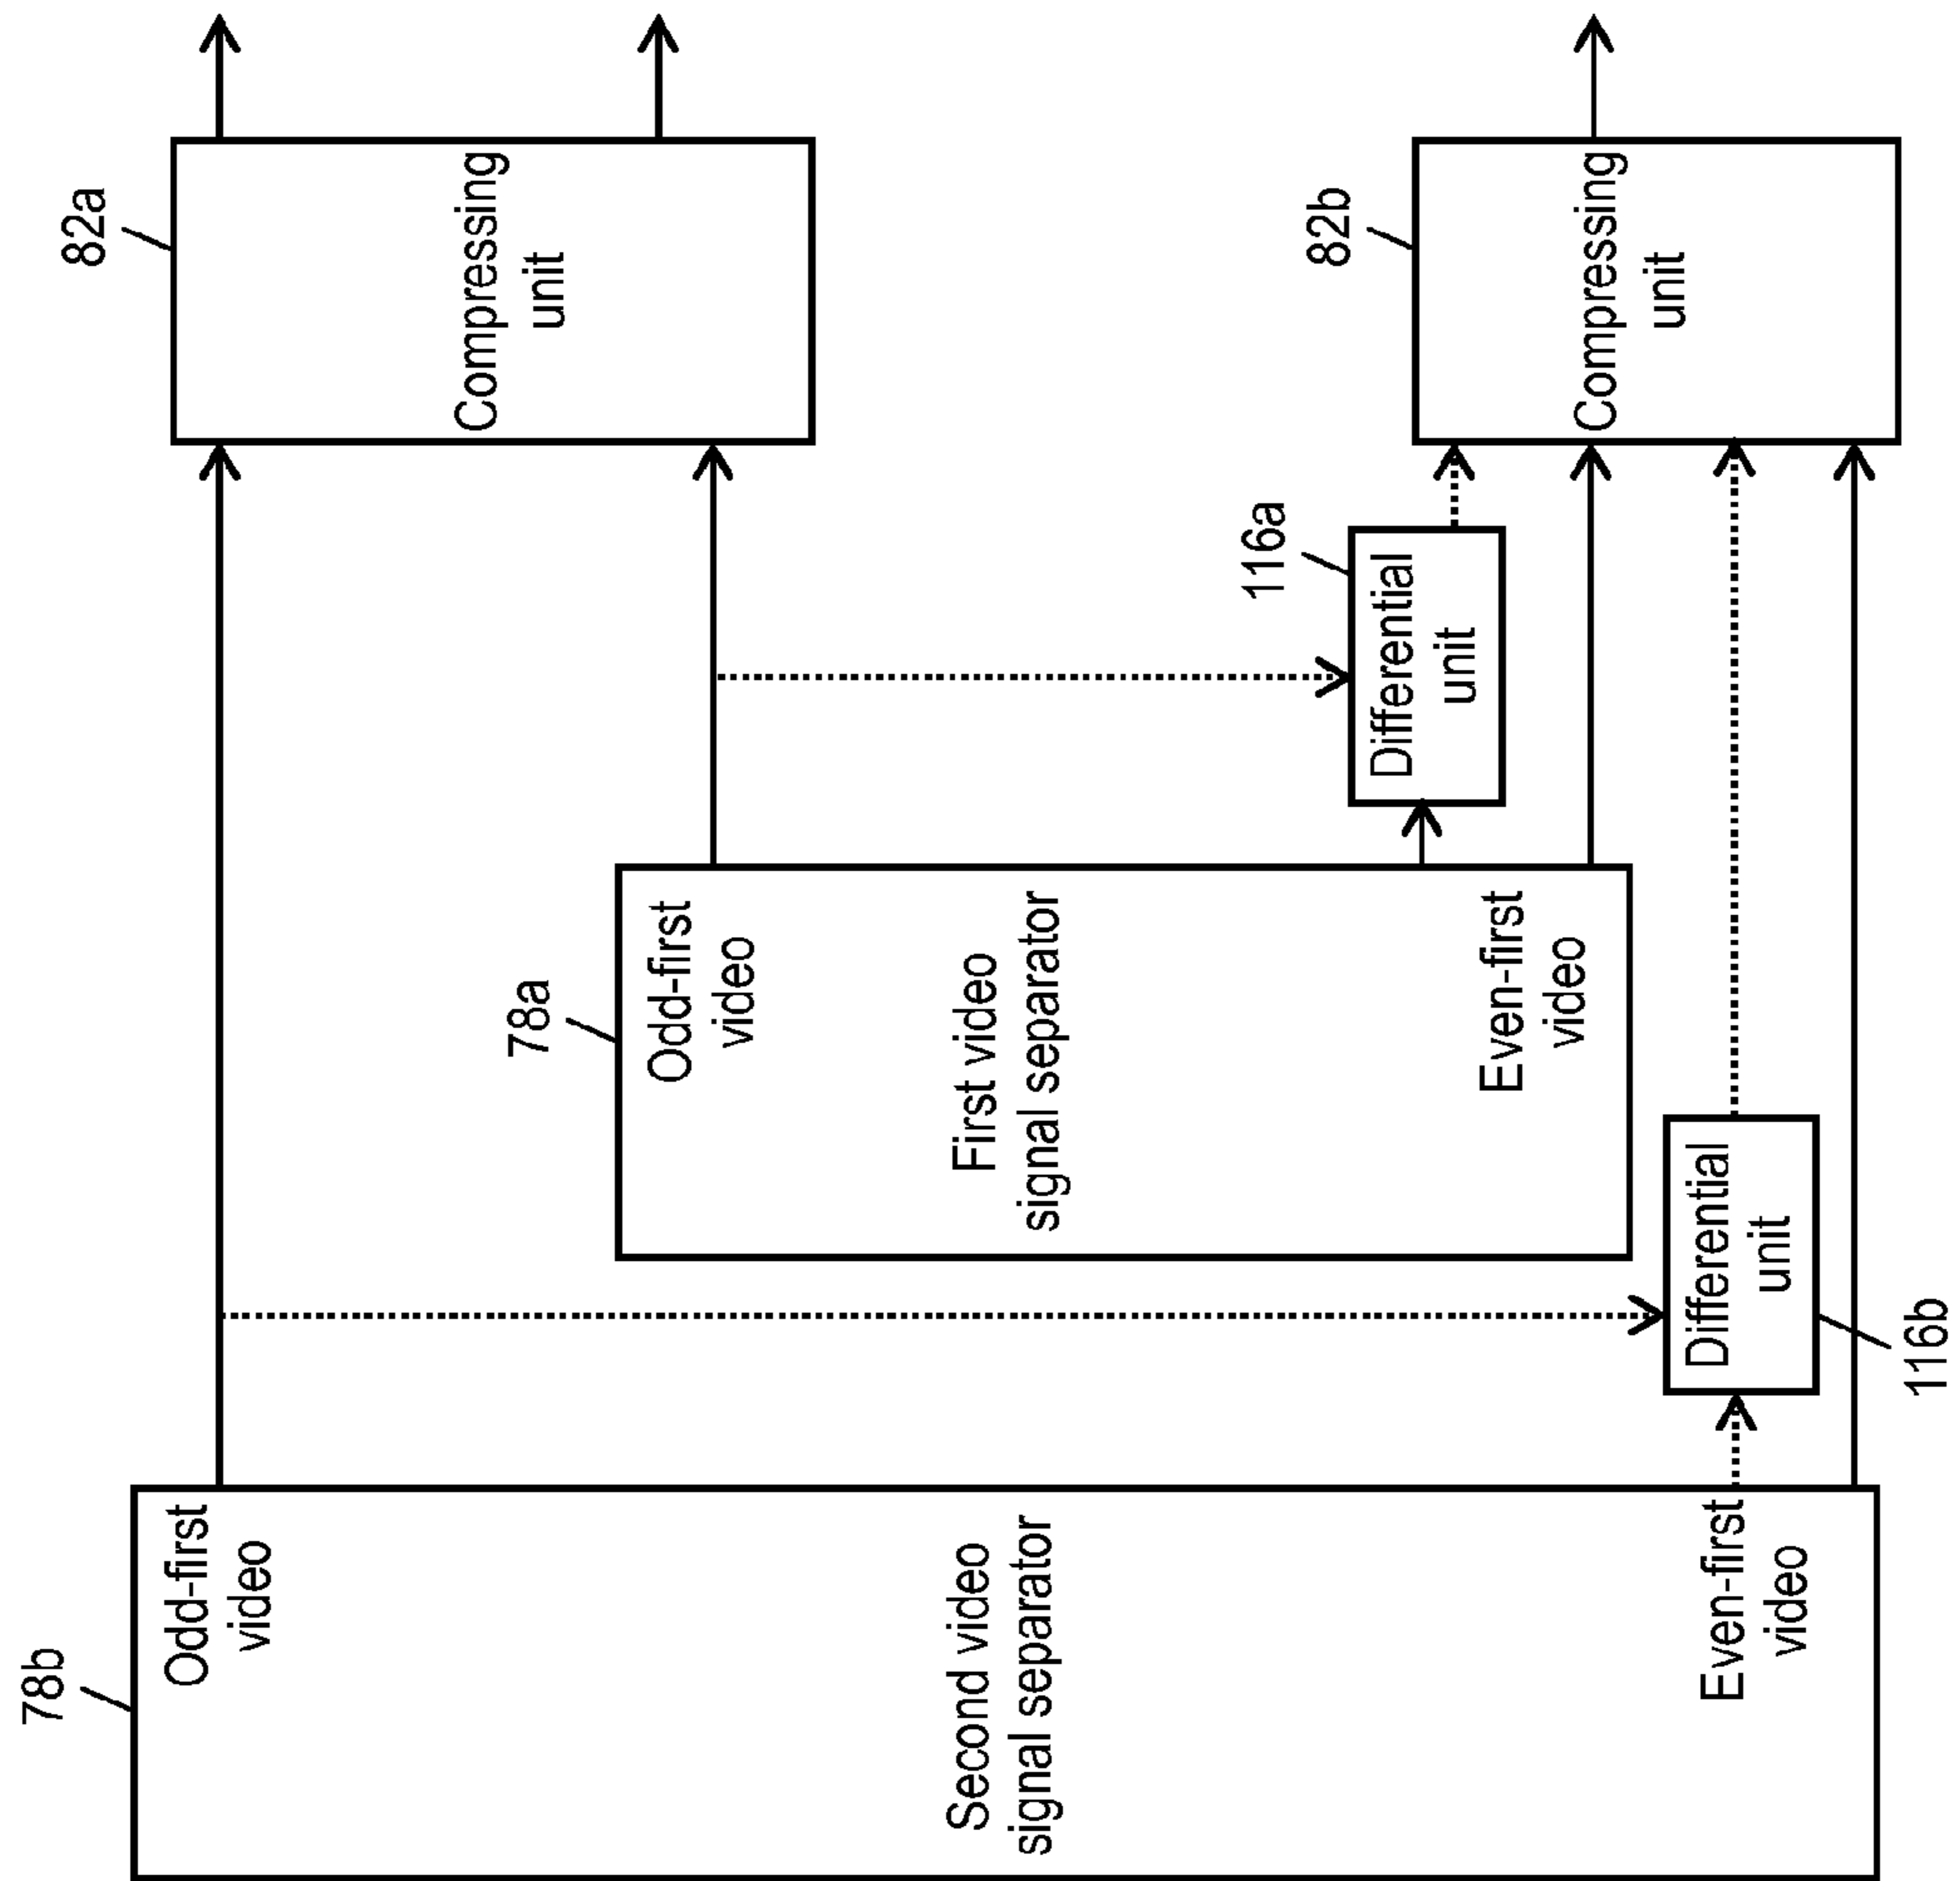 78b
Odd-first
video
Second video
signal separator
Even-first
video
78a
Odd-first
video
First video
signal separator
Even-first
video
116b
Differential
unit
116a
Differential
unit
82a
Compressing
unit
82b
Compressing
unit